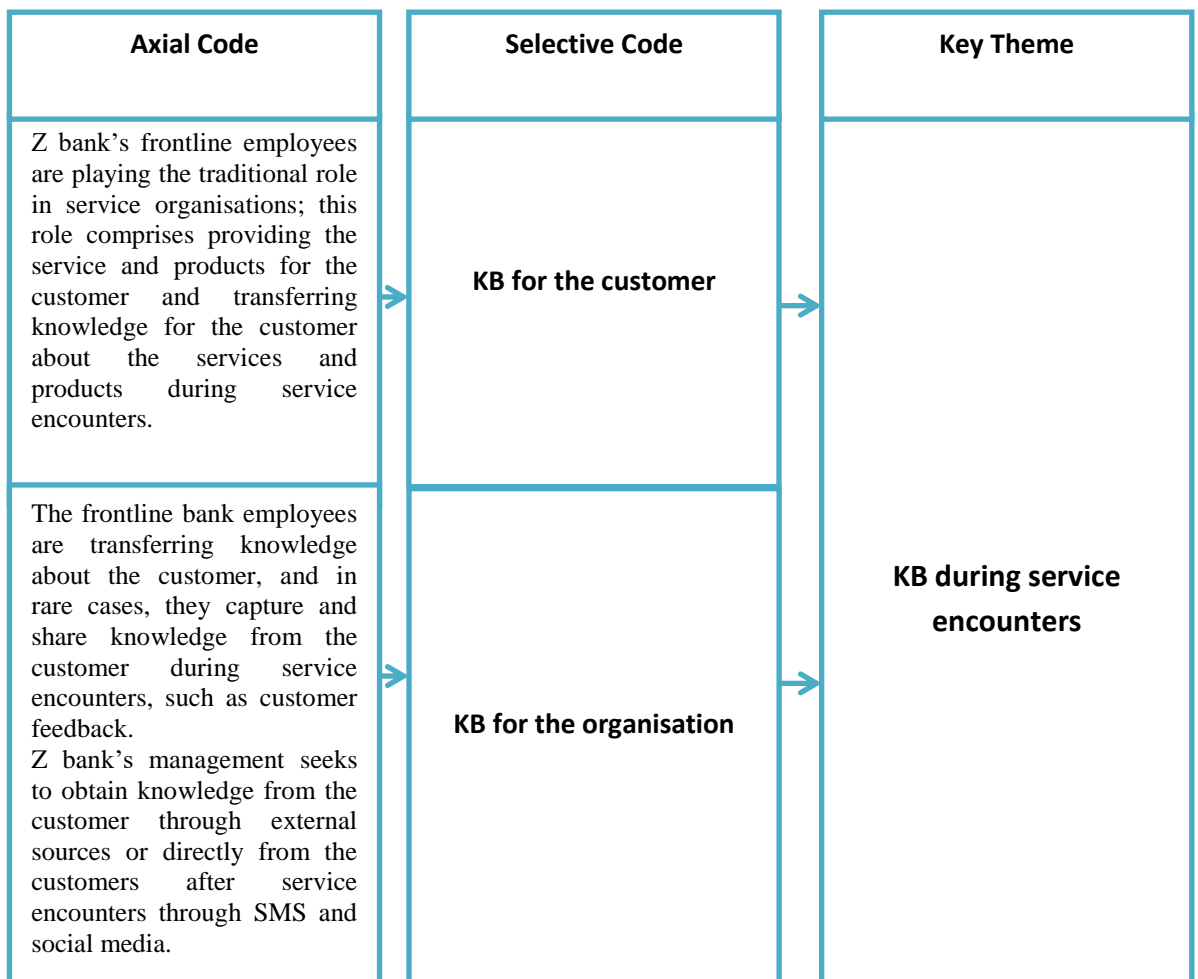 Axial Code
Selective Code
Key Theme
Z bank's frontline employees
are playing the traditional role
in service organisations; this
role comprises providing the
service and products for the
customer and transferring
knowledge for the customer
about the services and
products during service
encounters.
KB for the customer
The frontline bank employees
are transferring knowledge
about the customer, and in
rare cases, they capture and
share knowledge from the
customer during service
encounters, such as customer
feedback.
Z bank's management seeks
to obtain knowledge from the
customer through external
sources or directly from the
customers after service
encounters through SMS and
social media.
KB for the organisation
KB during service
encounters